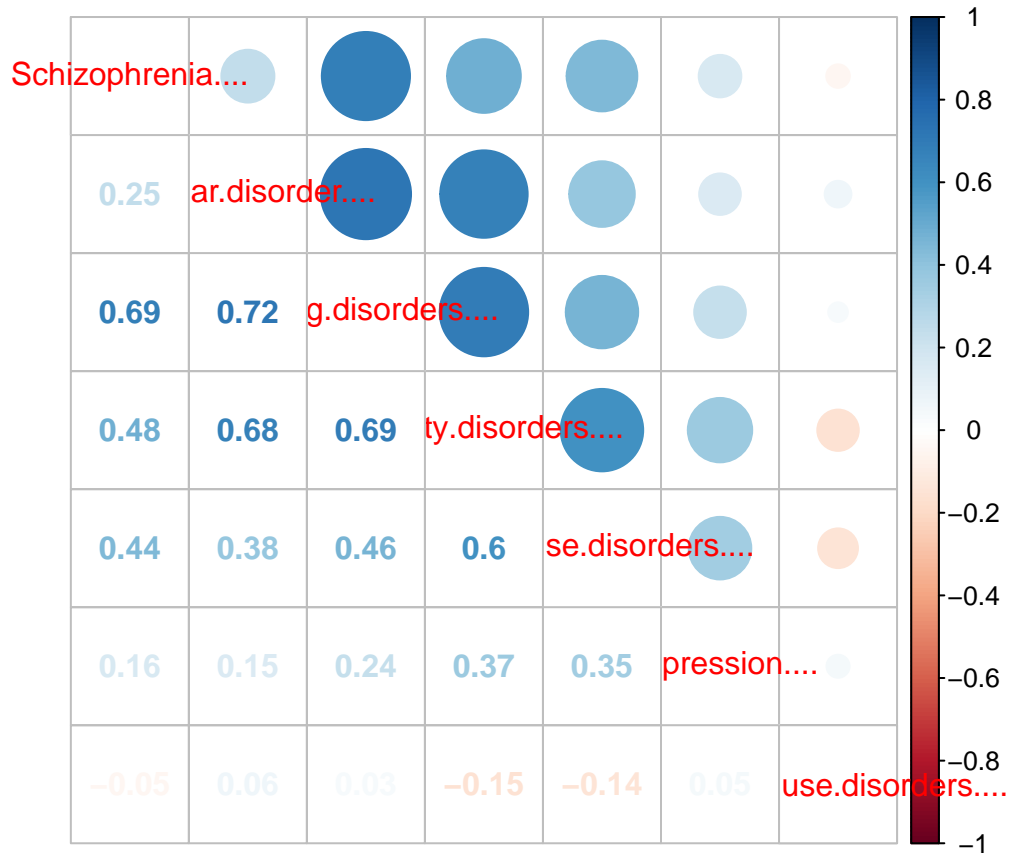 1
Schizophrenia....
0.8
0.25 ar.disorder....
0.6
0.69 0.72 g.disorders....
0.4
0.2
0.48 0.68 0.69 ty.disorders....
0
−0.2
0.44 0.38 0.46 0.6 se.disorders....
−0.4
0.16 0.15 0.24 0.37 0.35 pression....
−0.6
−0.05 0.06 0.03 −0.15 −0.14 0.05 use.disorders....
−0.8
−1